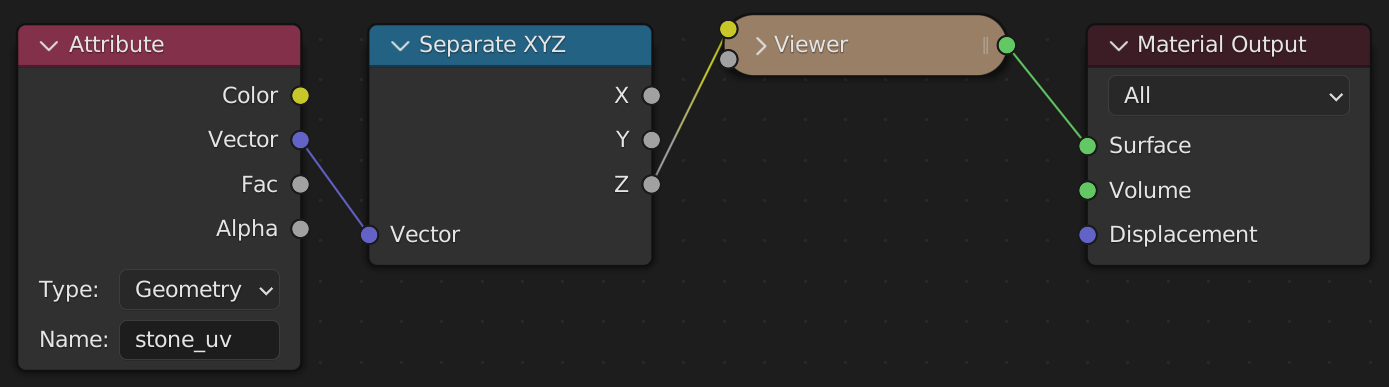 Attribute
Color
Vector
Fac
Alpha
Type: Geometry
Name: stone_uv
Separate XYZ
X
Y
Z
Vector
Viewer
Material Output
All
Surface
Volume
Displacement